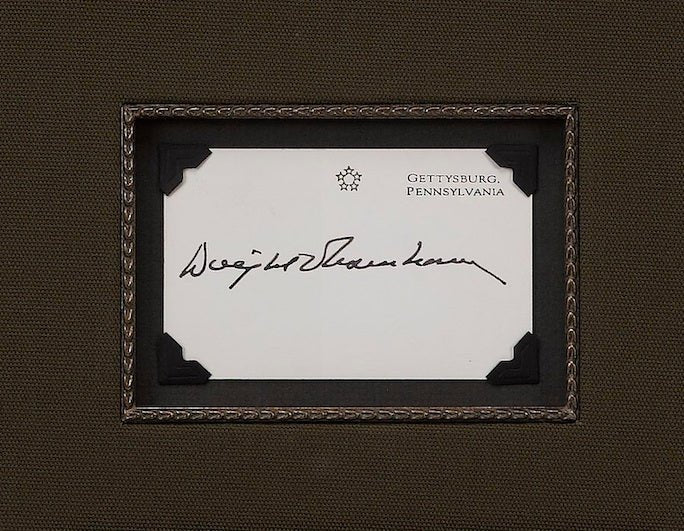 GETTYSBURG,
PENNSYLVANIA
Dwight D Eisenhower